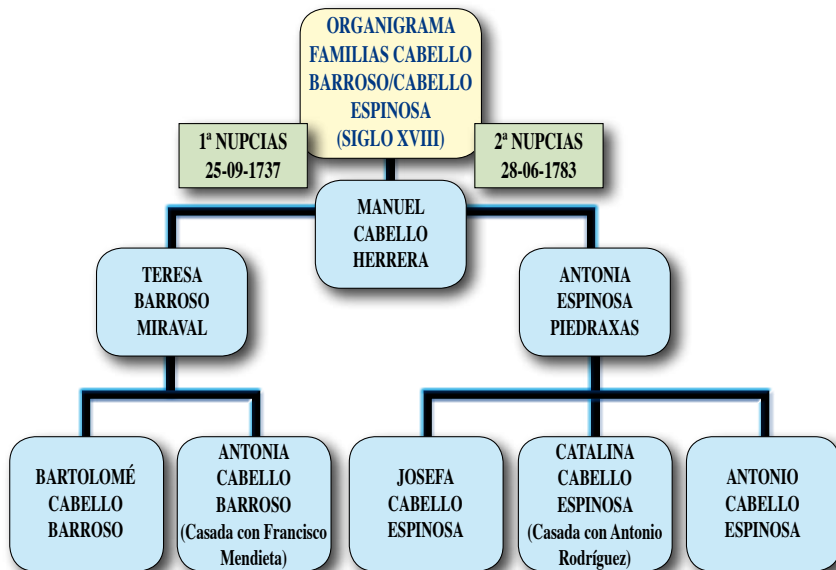 ORGANIGRAMA
FAMILIAS CABELLO
BARROSO/CABELLO
ESPINOSA
(SIGLO XVIII)
1ª NUPCIAS
25-09-1737
2ª NUPCIAS
28-06-1783
MANUEL
CABELLO
HERRERA
TERESA
BARROSO
MIRAVAL
ANTONIA
ESPINOSA
PIEDRAXAS
BARTOLOMÉ
CABELLO
BARROSO
ANTONIA
CABELLO
BARROSO
(Casada con Francisco
Mendieta)
JOSEFA
CABELLO
ESPINOSA
CATALINA
CABELLO
ESPINOSA
(Casada con Antonio
Rodríguez)
ANTONIO
CABELLO
ESPINOSA